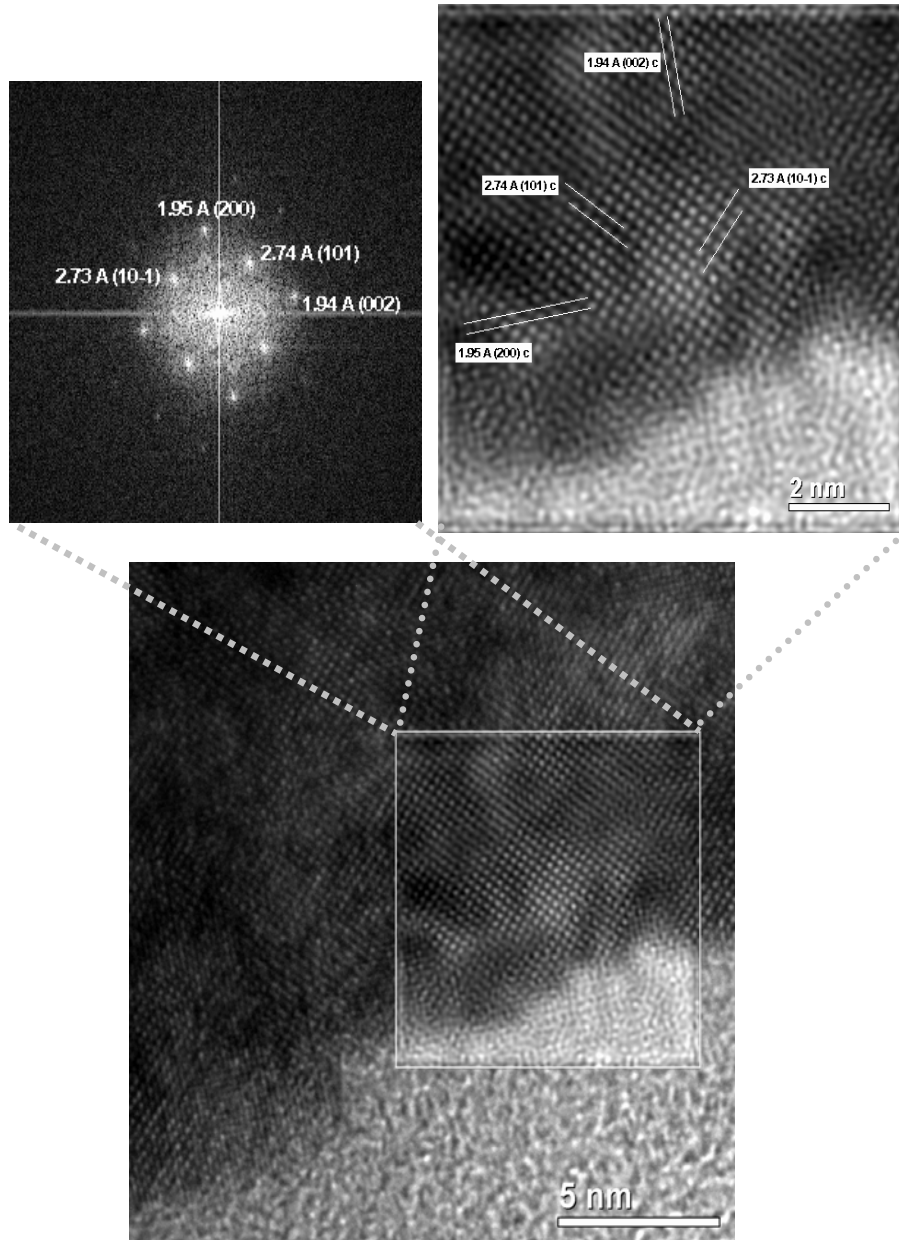 1.95 A (200)
2.74 A (101)
2.73 A (10-1)
1.94 A (002)
1.94 A (002) c
2.74 A (101) c
2.73 A (10-1) c
1.95 A (200) c
2 nm
5 nm